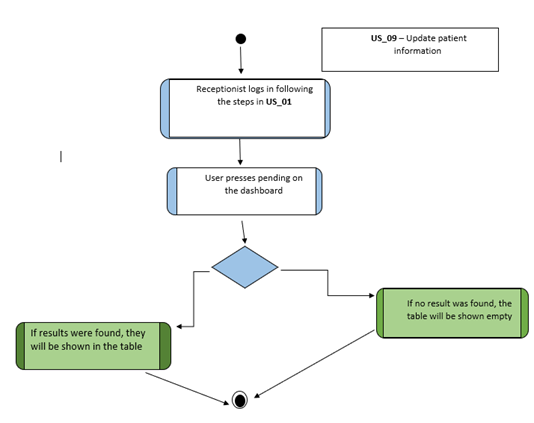 US_09 – Update patient
information
Receptionist logs in following
the steps in US_01
User presses pending on
the dashboard
If no result was found, the
table will be shown empty
If results were found, they
will be shown in the table